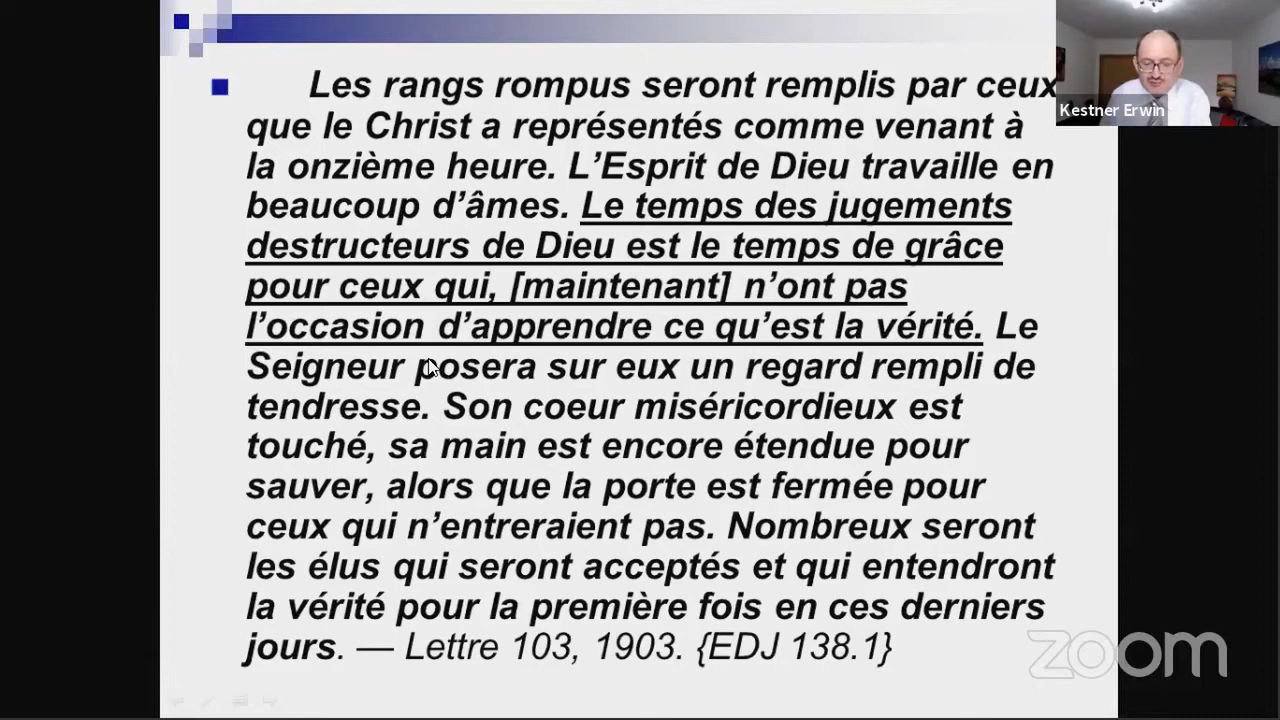 Les rangs rompus seront remplis par ceux
que le Christ a représentés comme venant à
la onzième heure. L’Esprit de Dieu travaille en
beaucoup d’âmes. Le temps des jugements
destructeurs de Dieu est le temps de grâce
pour ceux qui, [maintenant] n’ont pas
l’occasion d’apprendre ce qu’est la vérité. Le
Seigneur posera sur eux un regard rempli de
tendresse. Son coeur miséricordieux est
touché, sa main est encore étendue pour
sauver, alors que la porte est fermée pour
ceux qui n’entreraient pas. Nombreux seront
les élus qui seront acceptés et qui entendront
la vérité pour la première fois en ces derniers
jours. — Lettre 103, 1903. {EDJ 138.1}
Kestner Erwin
zoom